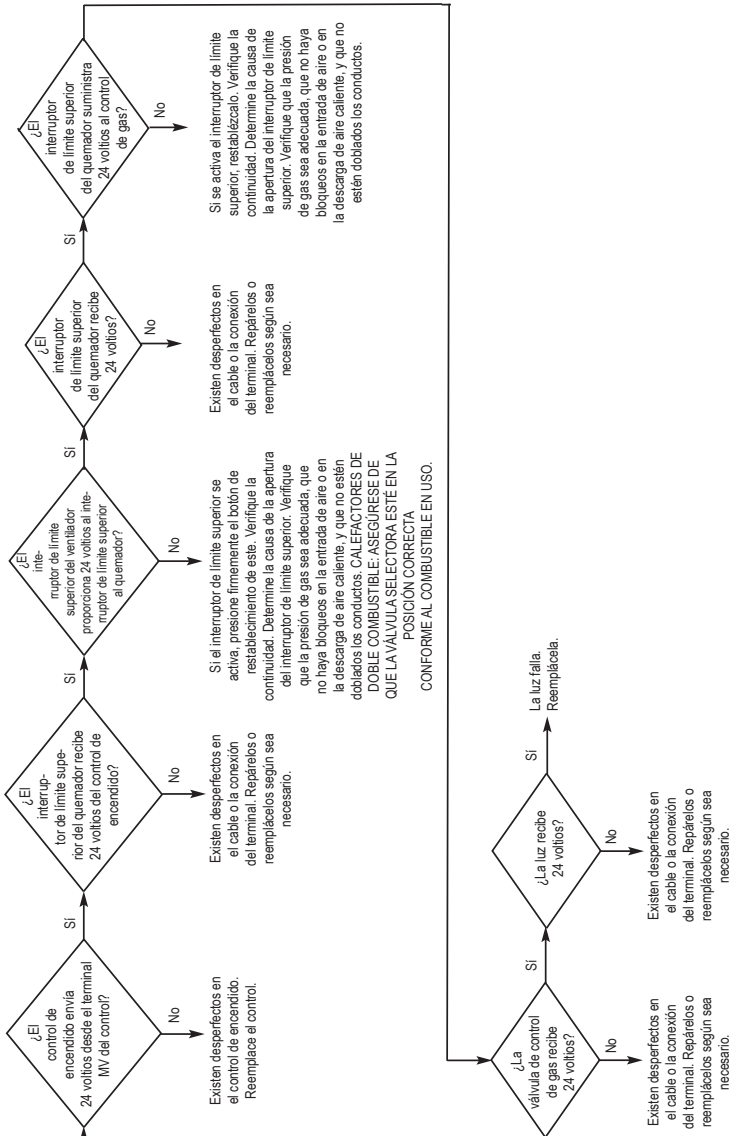 ¿El
control de
encendido envía
24 voltios desde el terminal
MV del control?
Sí
No
Existen desperfectos en
el control de encendido.
Reemplace el control.
¿El
interrup-
tor de límite supe-
rior del quemador recibe
24 voltios del control de
encendido?
Sí
No
Existen desperfectos en
el cable o la conexión
del terminal. Repárelos o
reemplácelos según sea
necesario.
¿El
inte-
rruptor de límite
superior del ventilador
proporciona 24 voltios al inte-
rruptor de límite superior
al quemador?
Sí
No
Si el interruptor de límite superior se
activa, presione firmemente el botón de
restablecimiento de este. Verifique la
continuidad. Determine la causa de la apertura
del interruptor de límite superior. Verifique
que la presión de gas sea adecuada, que
no haya bloqueos en la entrada de aire o en
la descarga de aire caliente, y que no estén
doblados los conductos. CALEFACTORES DE
DOBLE COMBUSTIBLE: ASEGÚRESE DE
QUE LA VÁLVULA SELECTORA ESTÉ EN LA
POSICIÓN CORRECTA
CONFORME AL COMBUSTIBLE EN USO.
¿El
interruptor
de límite superior
del quemador recibe
24 voltios?
Sí
No
Existen desperfectos en
el cable o la conexión
del terminal. Repárelos o
reemplácelos según sea
necesario.
¿El
interruptor
de límite superior
del quemador suministra
24 voltios al control
de gas?
No
Si se activa el interruptor de límite
superior, restablézcalo. Verifique la
continuidad. Determine la causa de
la apertura del interruptor de límite
superior. Verifique que la presión
de gas sea adecuada, que no haya
bloqueos en la entrada de aire o en
la descarga de aire caliente, y que no
estén doblados los conductos.
¿La
válvula de control
de gas recibe
24 voltios?
Sí
No
Existen desperfectos en
el cable o la conexión
del terminal. Repárelos o
reemplácelos según sea
necesario.
¿La luz recibe
24 voltios?
Sí
La luz falla.
Reemplácela.
No
Existen desperfectos en
el cable o la conexión
del terminal. Repárelos o
reemplácelos según sea
necesario.